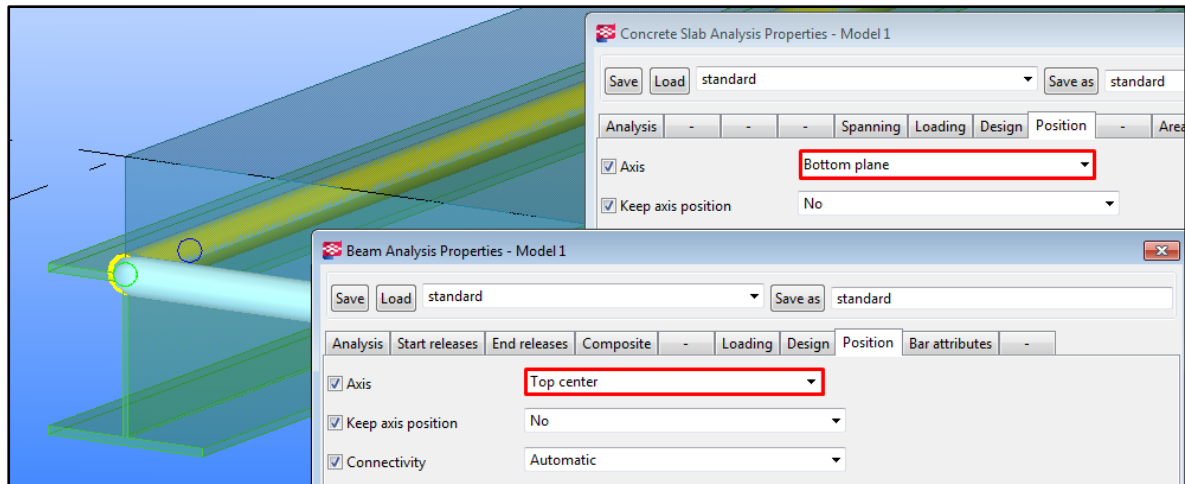 Concrete Slab Analysis Properties - Model 1
Save Load standard Save as standard
Analysis - - - Spanning Loading Design Position - Area
Axis Bottom plane
Keep axis position No
Beam Analysis Properties - Model 1
Save Load standard Save as standard
Analysis Start releases End releases Composite - Loading Design Position Bar attributes -
Axis Top center
Keep axis position No
Connectivity Automatic